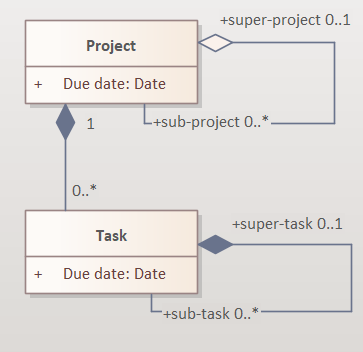 +super-project 0..1
Project
+ Due date: Date
1
+sub-project 0..*
0..*
+super-task 0..1
Task
+ Due date: Date
+sub-task 0..*